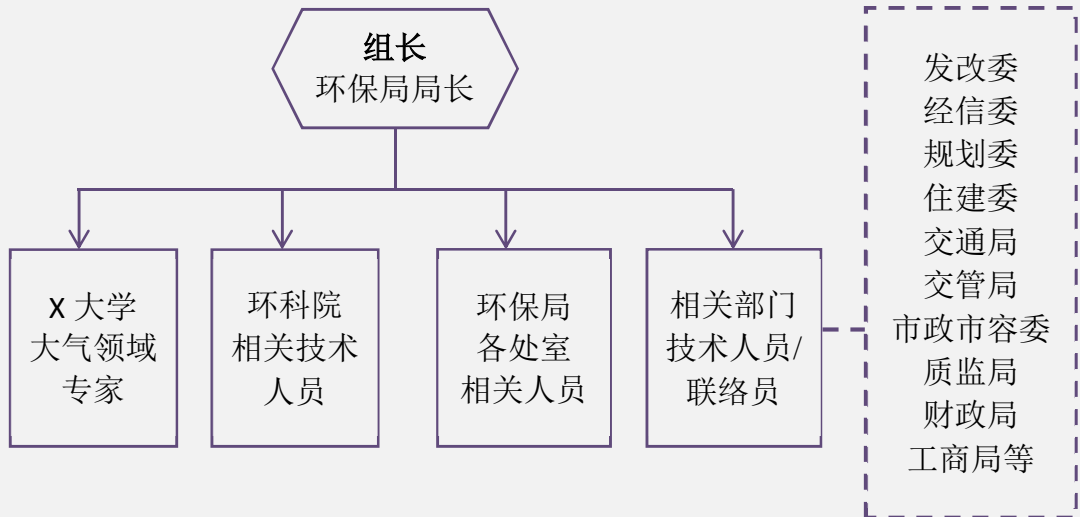 组长
环保局局长
X 大学
大气领域
专家
环科院
相关技术
人员
环保局
各处室
相关人员
相关部门
技术人员/
联络员
发改委
经信委
规划委
住建委
交通局
交管局
市政市容委
质监局
财政局
工商局等